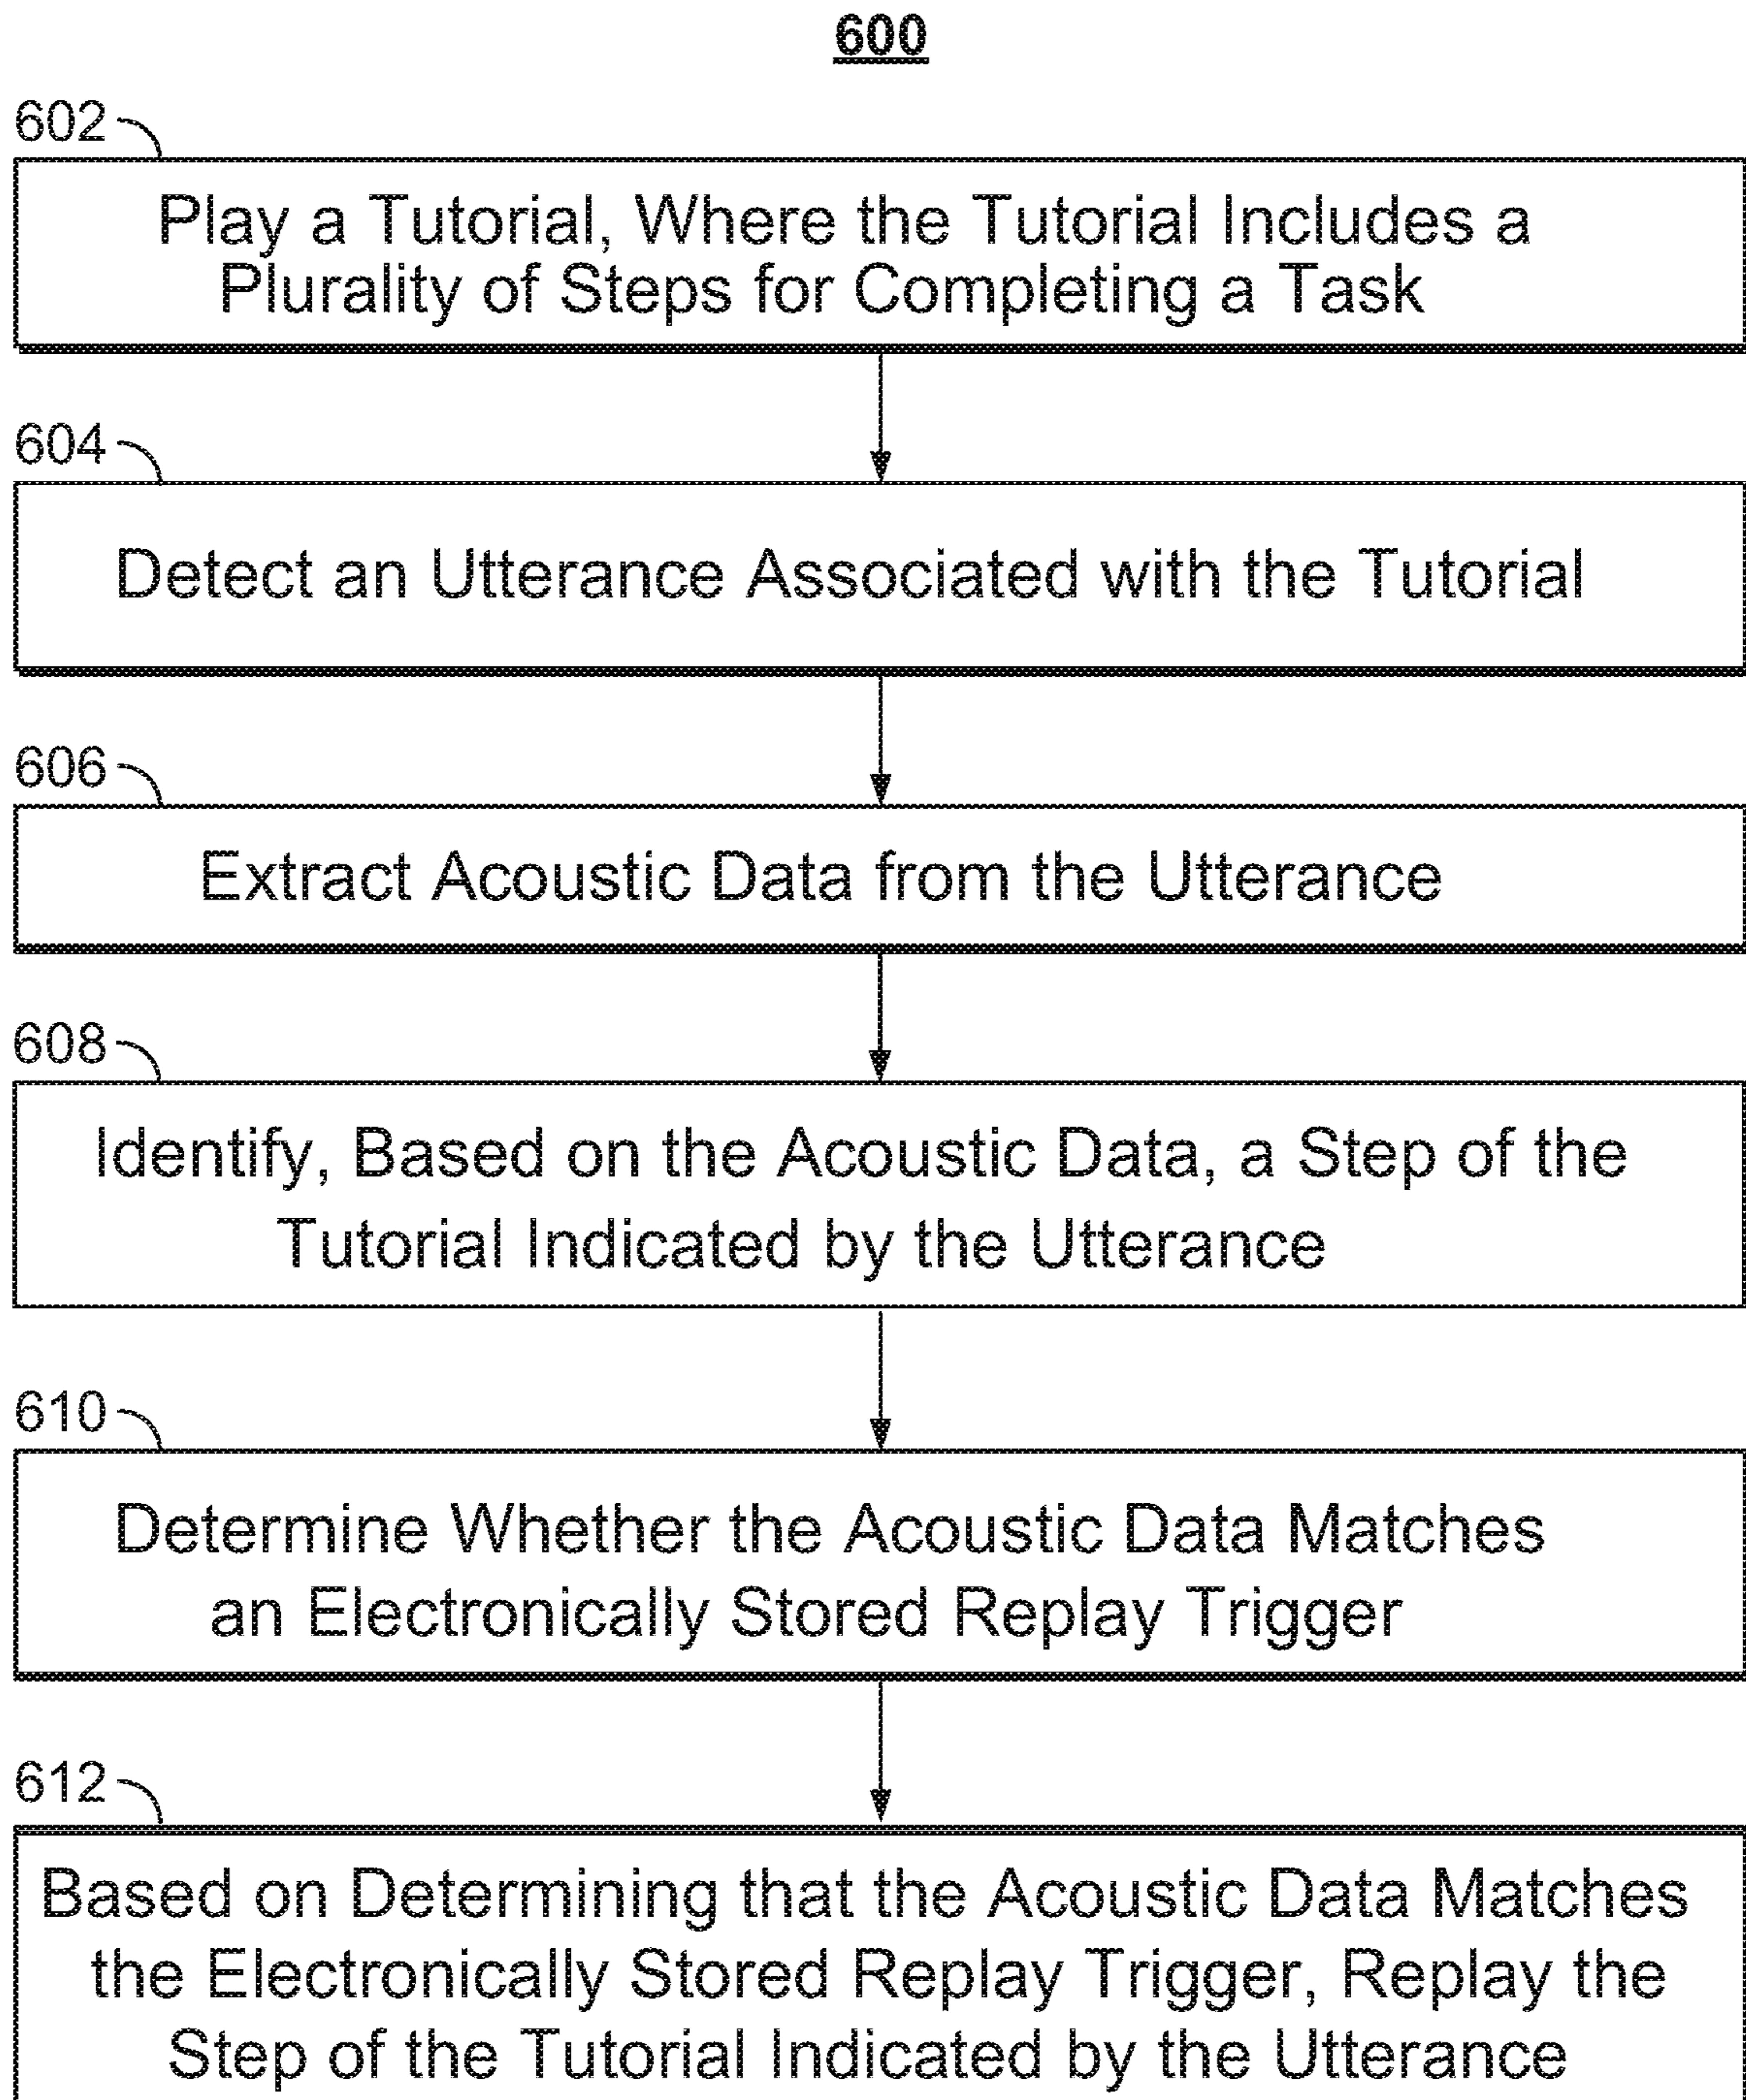 600
602
Play a Tutorial, Where the Tutorial Includes a
Plurality of Steps for Completing a Task
604
Detect an Utterance Associated with the Tutorial
606
Extract Acoustic Data from the Utterance
608
Identify, Based on the Acoustic Data, a Step of the
Tutorial Indicated by the Utterance
610
Determine Whether the Acoustic Data Matches
an Electronically Stored Replay Trigger
612
Based on Determining that the Acoustic Data Matches
the Electronically Stored Replay Trigger, Replay the
Step of the Tutorial Indicated by the Utterance